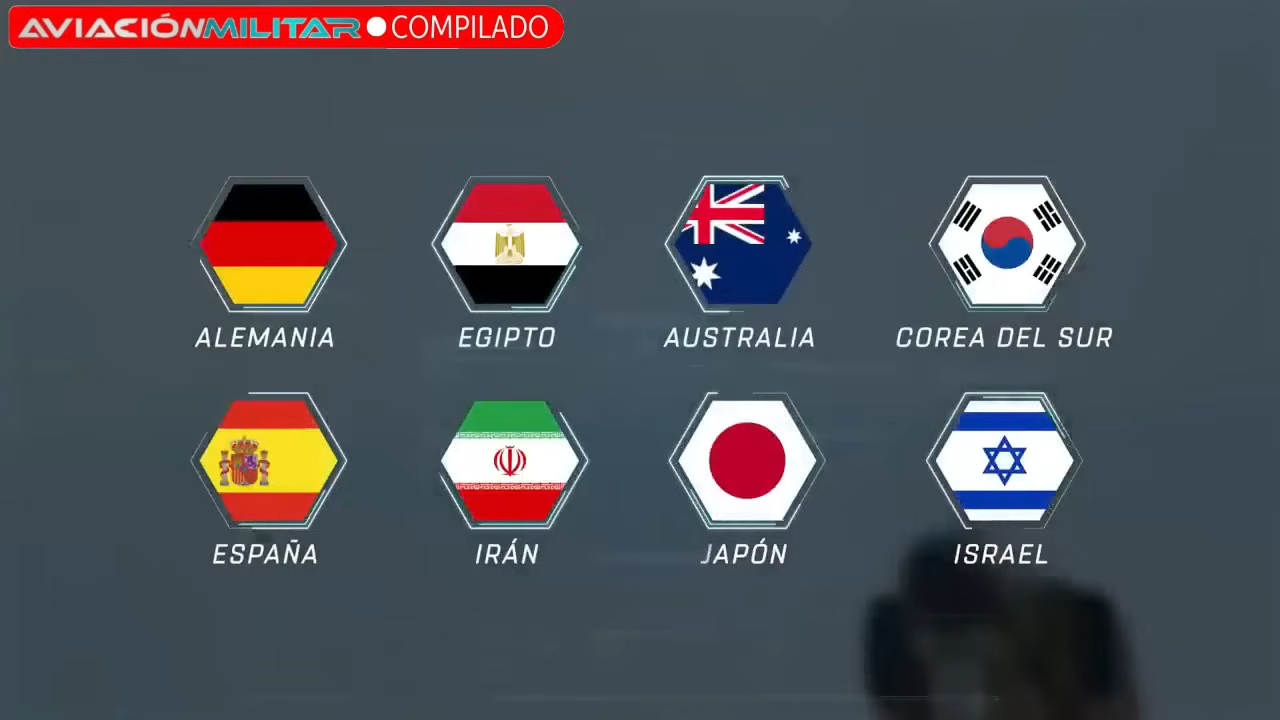 AVIACIÓNMILITAR COMPILADO
ALEMANIA
EGIPTO
AUSTRALIA
COREA DEL SUR
ESPAÑA
IRÁN
JAPÓN
ISRAEL